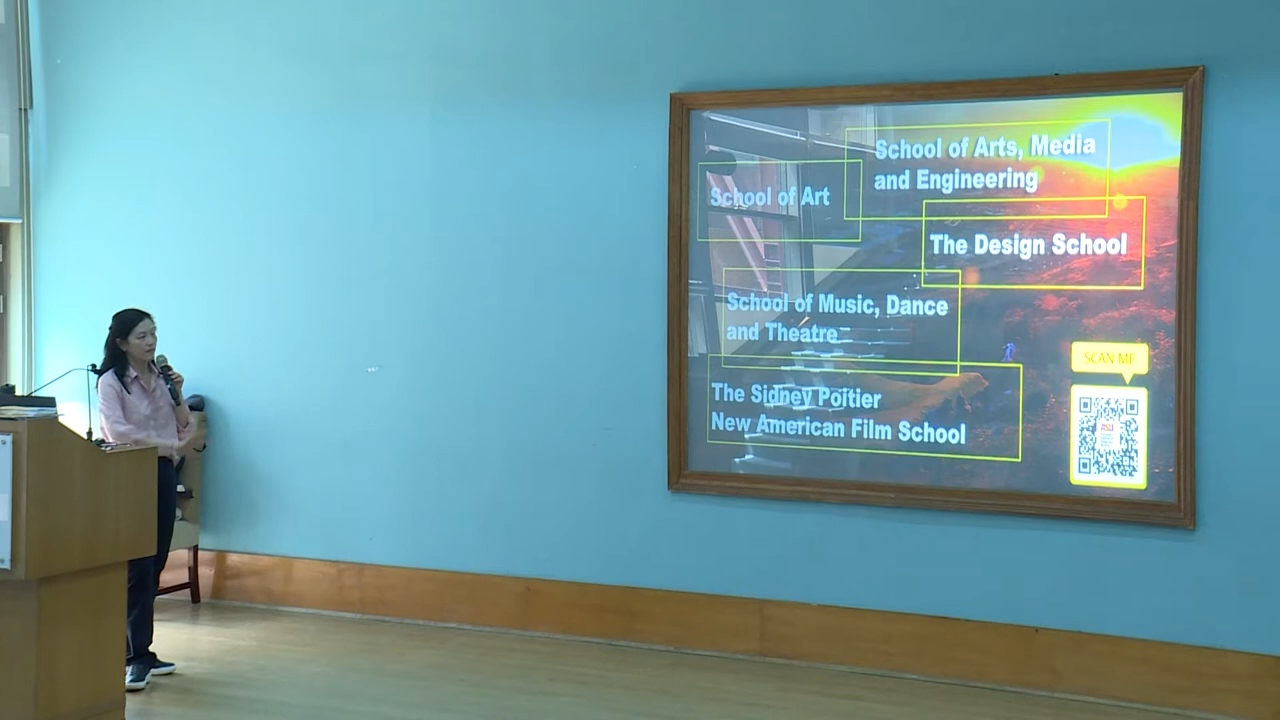 School of Arts, Media
and Engineering
School of Art
The Design School
School of Music, Dance
and Theatre
The Sidney Poitier
New American Film School
SCAN ME
ASU